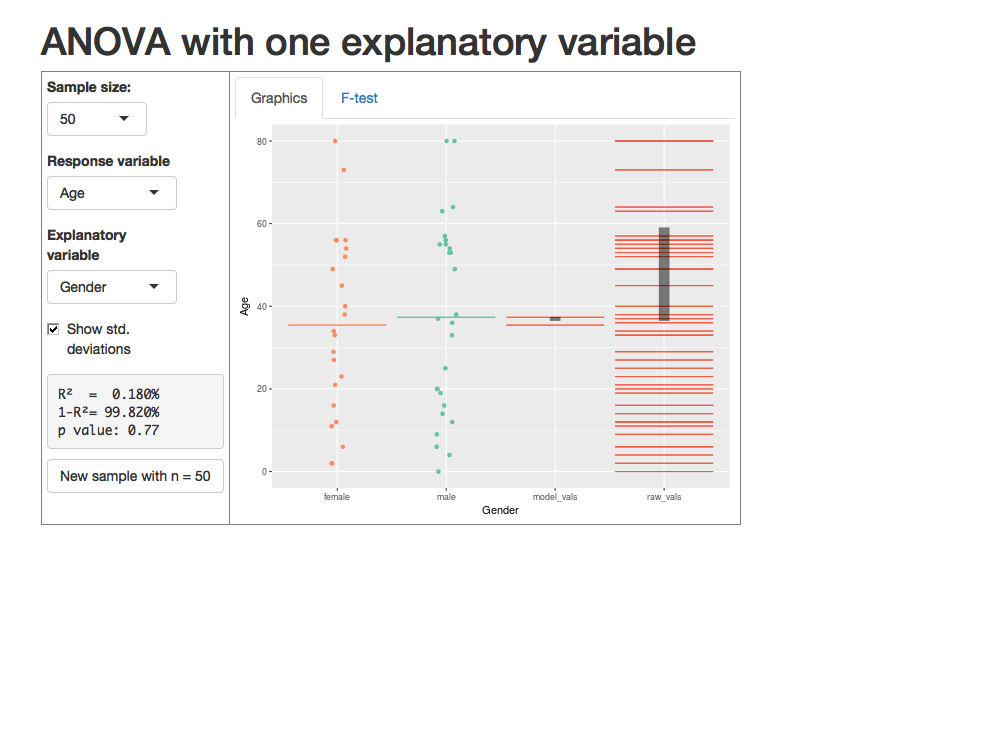 ANOVA with one explanatory variable
Sample size:
50
Response variable
Age
Explanatory
variable
Gender
Show std.
deviations
R²  =  0.180%
1-R²= 99.820%
p value: 0.77
New sample with n = 50
Graphics
F-test
80
60
40
20
0
Age
female
male
model_vals
raw_vals
Gender